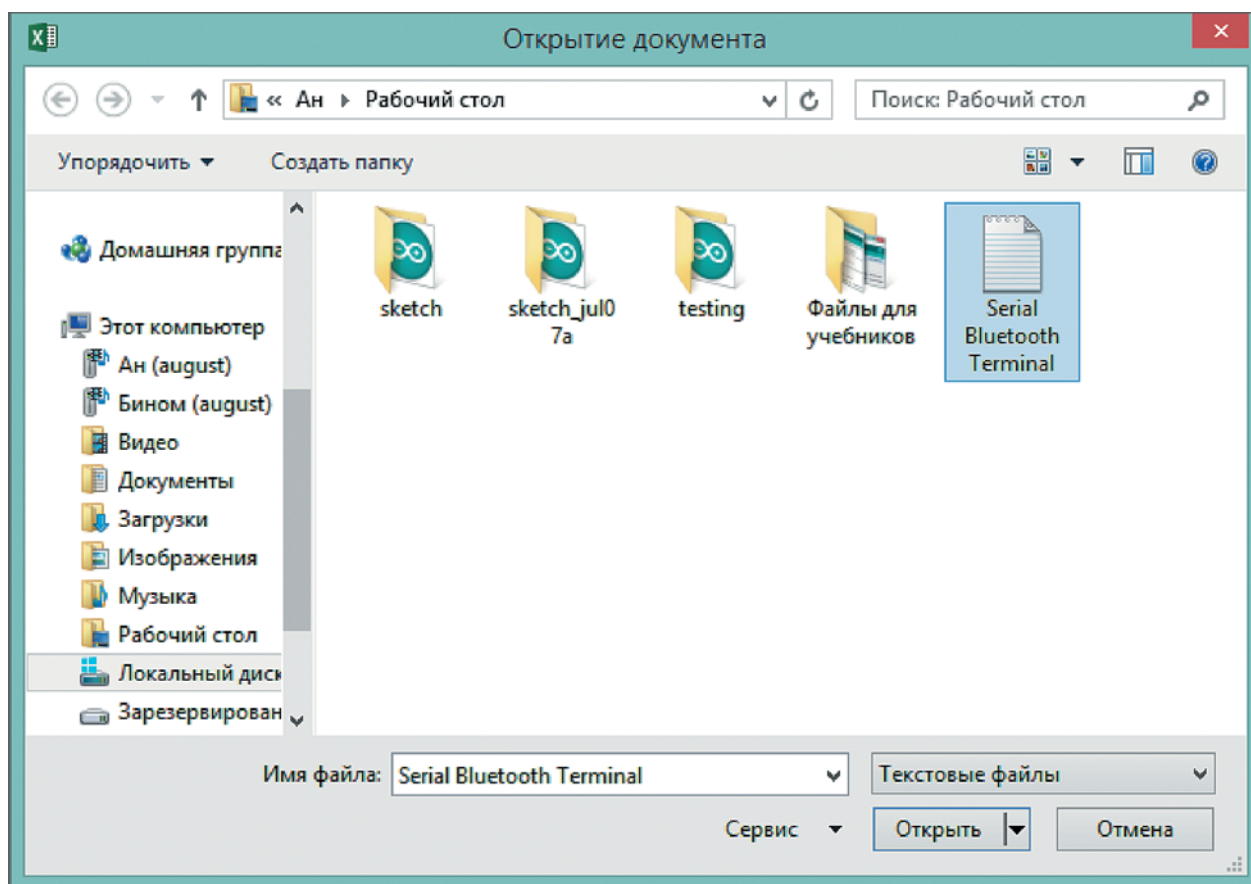 Открытие документа
« Ан Рабочий стол
Поиск: Рабочий стол
Упорядочить
Создать папку
Домашняя группа
Этот компьютер
Ан (august)
Бином (august)
Видео
Документы
Загрузки
Изображения
Музыка
Рабочий стол
Локальный диск
Зарезервирован
sketch
sketch_jul0
7a
testing
Файлы для
учебников
Serial
Bluetooth
Terminal
Имя файла: Serial Bluetooth Terminal
Текстовые файлы
Сервис
Открыть
Отмена